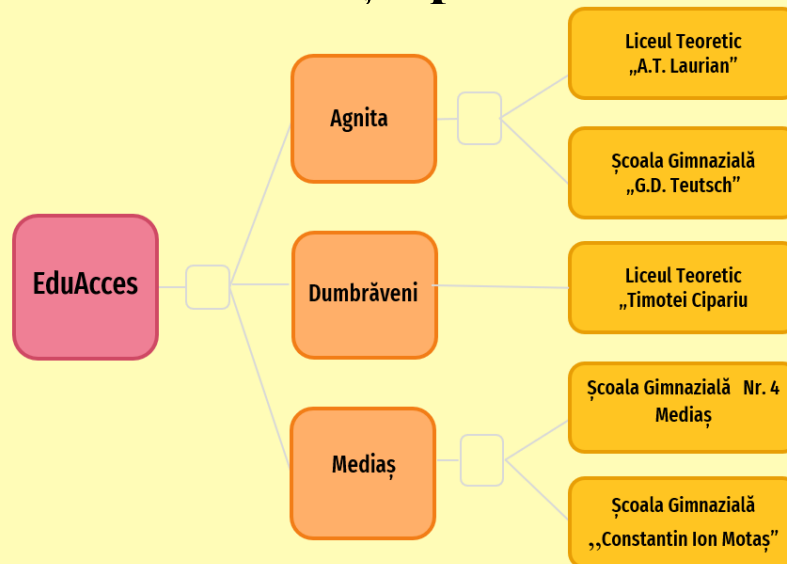 EduAcces
Agnita
Liceul Teoretic
„A.T. Laurian”
Școala Gimnazială
„G.D. Teutsch”
Dumbrăveni
Liceul Teoretic
„Timotei Cipariu
Mediaș
Școala Gimnazială Nr. 4
Mediaș
Școala Gimnazială
,,Constantin Ion Motaș”